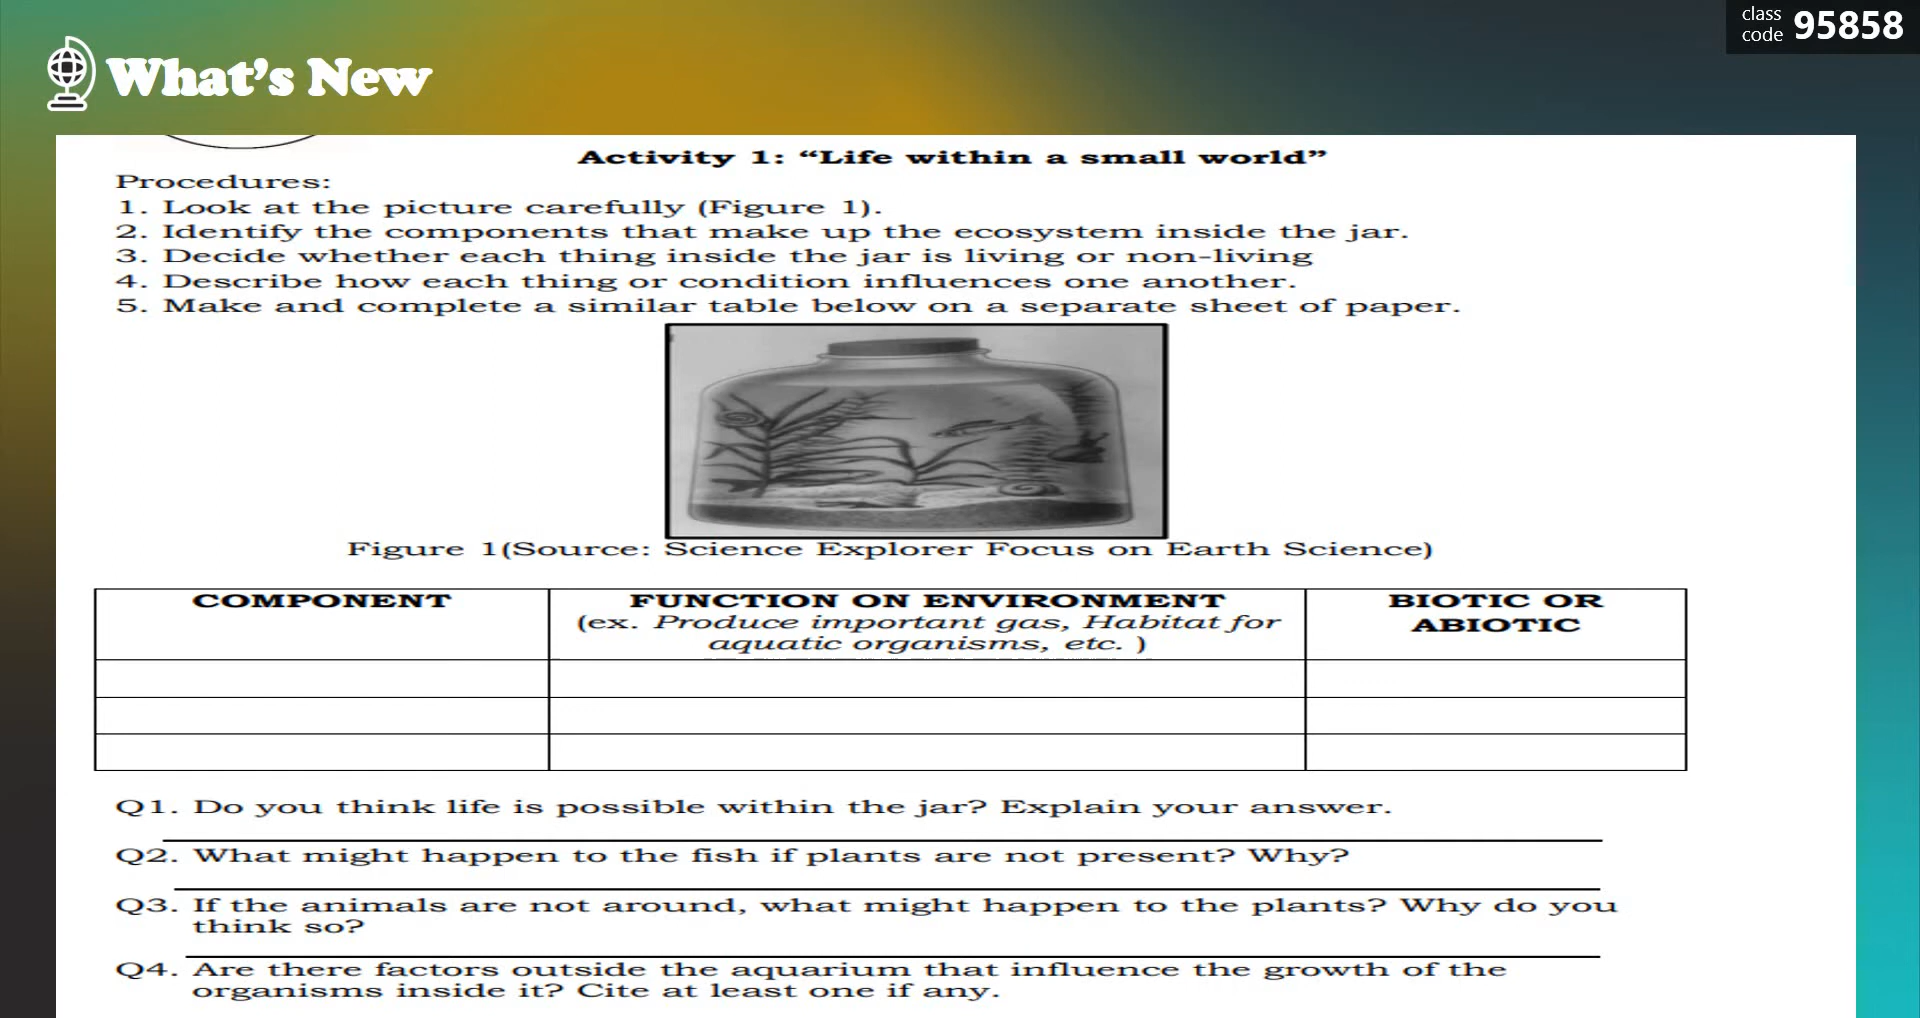 class
code 95858
What's New
Activity 1: “Life within a small world”
Procedures:
1. Look at the picture carefully (Figure 1).
2. Identify the components that make up the ecosystem inside the jar.
3. Decide whether each thing inside the jar is living or non-living
4. Describe how each thing or condition influences one another.
5. Make and complete a similar table below on a separate sheet of paper.
Figure 1(Source: Science Explorer Focus on Earth Science)
COMPONENT
FUNCTION ON ENVIRONMENT
(ex. Produce important gas, Habitat for
aquatic organisms, etc. )
BIOTIC OR
ABIOTIC
Q1. Do you think life is possible within the jar? Explain your answer.
Q2. What might happen to the fish if plants are not present? Why?
Q3. If the animals are not around, what might happen to the plants? Why do you
think so?
Q4. Are there factors outside the aquarium that influence the growth of the
organisms inside it? Cite at least one if any.